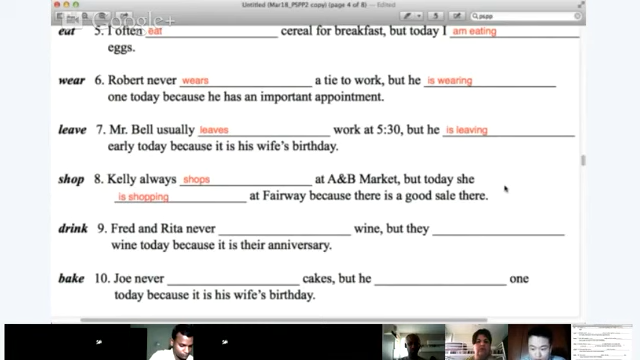 Untitled (Mar18_PSPP2 copy) (page 4 of 8) — Edited
pspp
Google+
eat 5. I often eat cereal for breakfast, but today I am eating
eggs.
wear 6. Robert never wears a tie to work, but he is wearing
one today because he has an important appointment.
leave 7. Mr. Bell usually leaves work at 5:30, but he is leaving
early today because it is his wife's birthday.
shop 8. Kelly always shops at A&B Market, but today she
is shopping at Fairway because there is a good sale there.
drink 9. Fred and Rita never wine, but they
wine today because it is their anniversary.
bake 10. Joe never cakes, but he one
today because it is his wife's birthday.